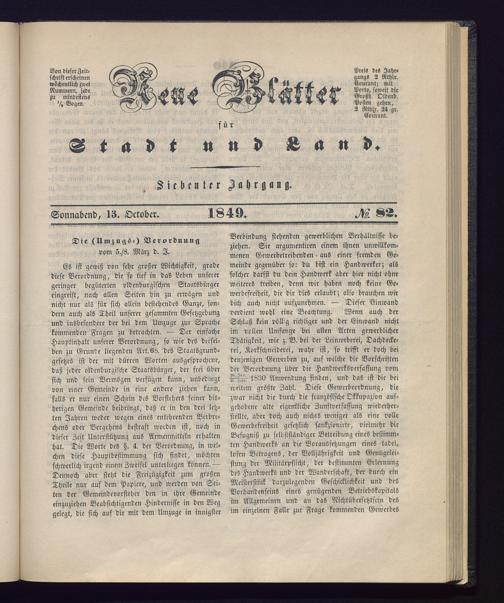 Von dieser Zeit-
schrift erscheinen
wöchentlich zwei
Nummern, jede
zu mindestens
¾ Bogen.
Neue Blätter
Preis des Jahr-
gangs 2 Rthlr.
Courant; mit
Porto, soweit die
Großh. Oldenb.
Posten gehen,
2 Rthlr. 24 gr.
Courant.
für
Stadt und Land.
Siebenter Jahrgang.
Sonnabend, 13. October. 1849. № 82.
Die (Umzugs-) Verordnung
vom 5./8. März d. J.
Es ist gewiß von sehr großer Wichtigkeit, grade
diese Verordnung, die so tief in das Leben unserer
geringer begüterten oldenburgischen Staatsbürger
eingreift, nach allen Seiten hin zu erwägen und
nicht nur als für sich allein bestehendes Ganze, son-
dern auch als Theil unserer gesammten Gesetzgebung
und insbesondere der bei dem Umzuge zur Sprache
kommenden Fragen zu betrachten. — Der einfache
Hauptinhalt unserer Verordnung, so wie des dersel-
ben zu Grunde liegenden Art. 68. des Staatsgrund-
gesetzes ist der mit dürren Worten ausgesprochene,
daß jeder oldenburgische Staatsbürger, der frei über
sich und sein Vermögen verfügen kann, unbedingt
von einer Gemeinde in eine andere ziehen kann,
falls er nur einen Schein des Vorstehers seiner bis-
herigen Gemeinde beibringt, daß er in den drei letz-
ten Jahren weder wegen eines entehrenden Verbre-
chens oder Vergehens bestraft worden ist, noch in
dieser Zeit Unterstützung aus Armenmitteln erhalten
hat. Die Worte des § 4. der Verordnung, in wel-
chen diese Hauptbestimmung sich findet, möchten
schwerlich irgend einem Zweifel unterliegen können. —
Dennoch aber steht die Freizügigkeit zum großen
Theile nur auf dem Papiere, und werden von Sei-
ten der Gemeindevorsteher den in ihre Gemeinde
einzuziehen Beabsichtigenden Hindernisse in den Weg
gelegt, die sich auf die mit dem Umzuge in innigster
Verbindung stehenden gewerblichen Verhältnisse be-
ziehen. Sie argumentiren einem ihnen unwillkom-
menen Gewerbetreibenden aus einer fremden Ge-
meinde gegenüber so: du bist ein Handwerker; als
solcher darfst du dein Handwerk aber hier nicht ohne
weiteres treiben, denn wir haben noch keine Ge-
werbefreiheit, die dir dies erlaubt; also brauchen wir
dich auch nicht aufzunehmen. — Dieser Einwand
verdient wohl eine Beachtung. Wenn auch der
Schluß kein völlig richtiger und der Einwand nicht
im vollen Umfange bei allen Arten gewerblicher
Thätigkeit, wie z. B. bei der Leinweberei, Dachdecke-
rei, Korkschneiderei, wahr ist, so trifft er doch bei
denjenigen Gewerben zu, auf welche die Vorschriften
der Verordnung über die Handwerksverfassung vom
1830 Anwendung finden, und das ist die bei
weitem größte Zahl. Diese Gewerbeordnung, die
zwar nicht die durch die französische Okkupazion auf-
gehobene alte eigentliche Zunftverfassung wiederher-
stellte, aber doch auch nichts weniger als eine volle
Gewerbefreiheit gesetzlich sankzionirte, vielmehr die
Befugniß zu selbstständiger Betreibung eines bestimm-
ten Handwerks an die Voraussetzungen eines tadel-
losen Betragens, der Volljährigkeit und Genügelei-
stung der Militärpflicht, der bestimmten Erlernung
des Handwerks und der Wanderschaft, der durch ein
Meisterstück darzulegenden Geschicklichkeit und des
Vorhandenseins eines genügenden Betriebskapitals
im Allgemeinen und an das Nichtübersetztsein des
im einzelnen Falle zur Frage kommenden Gewerbes